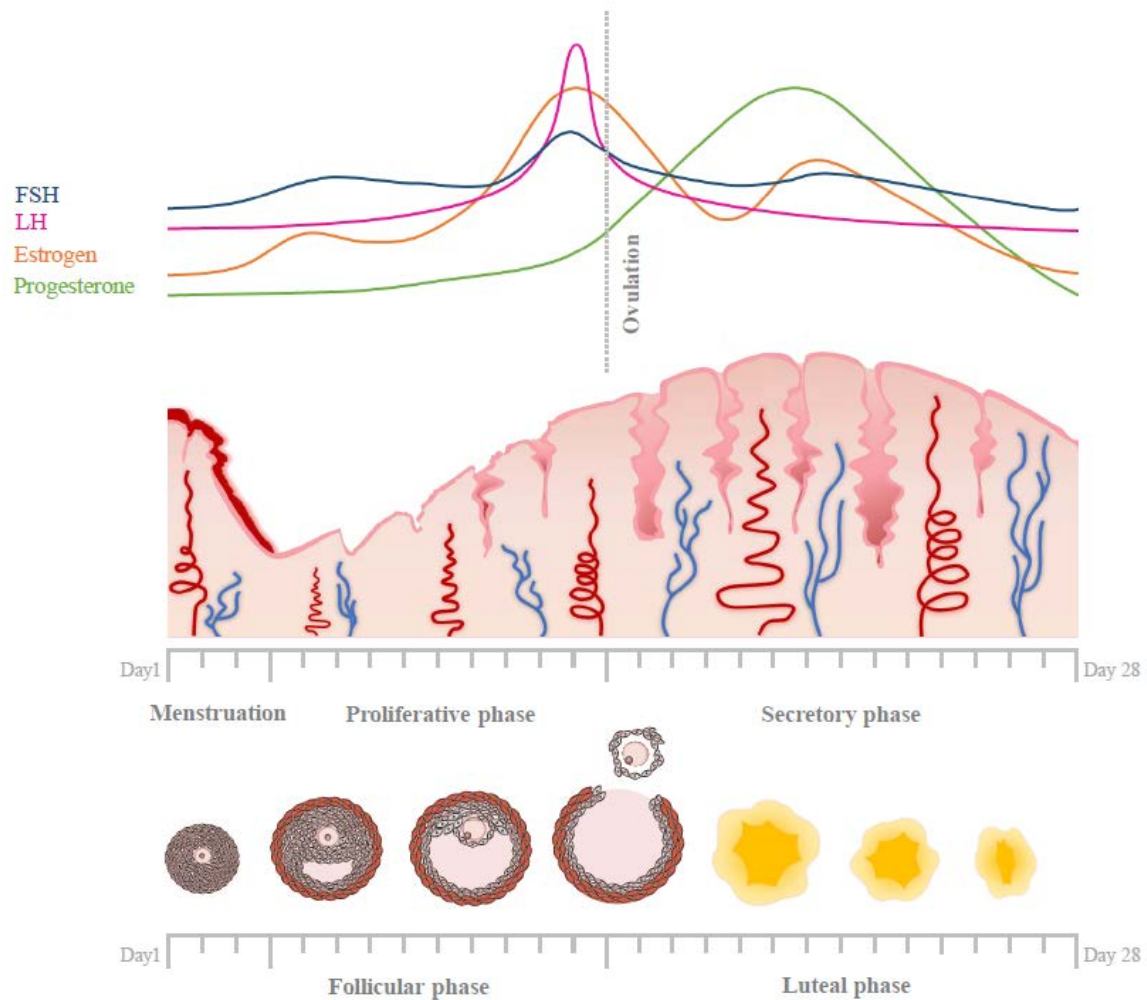 FSH
LH
Estrogen
Progesterone
Ovulation
Day1
Day 28
Menstruation
Proliferative phase
Secretory phase
Day1
Day 28
Follicular phase
Luteal phase